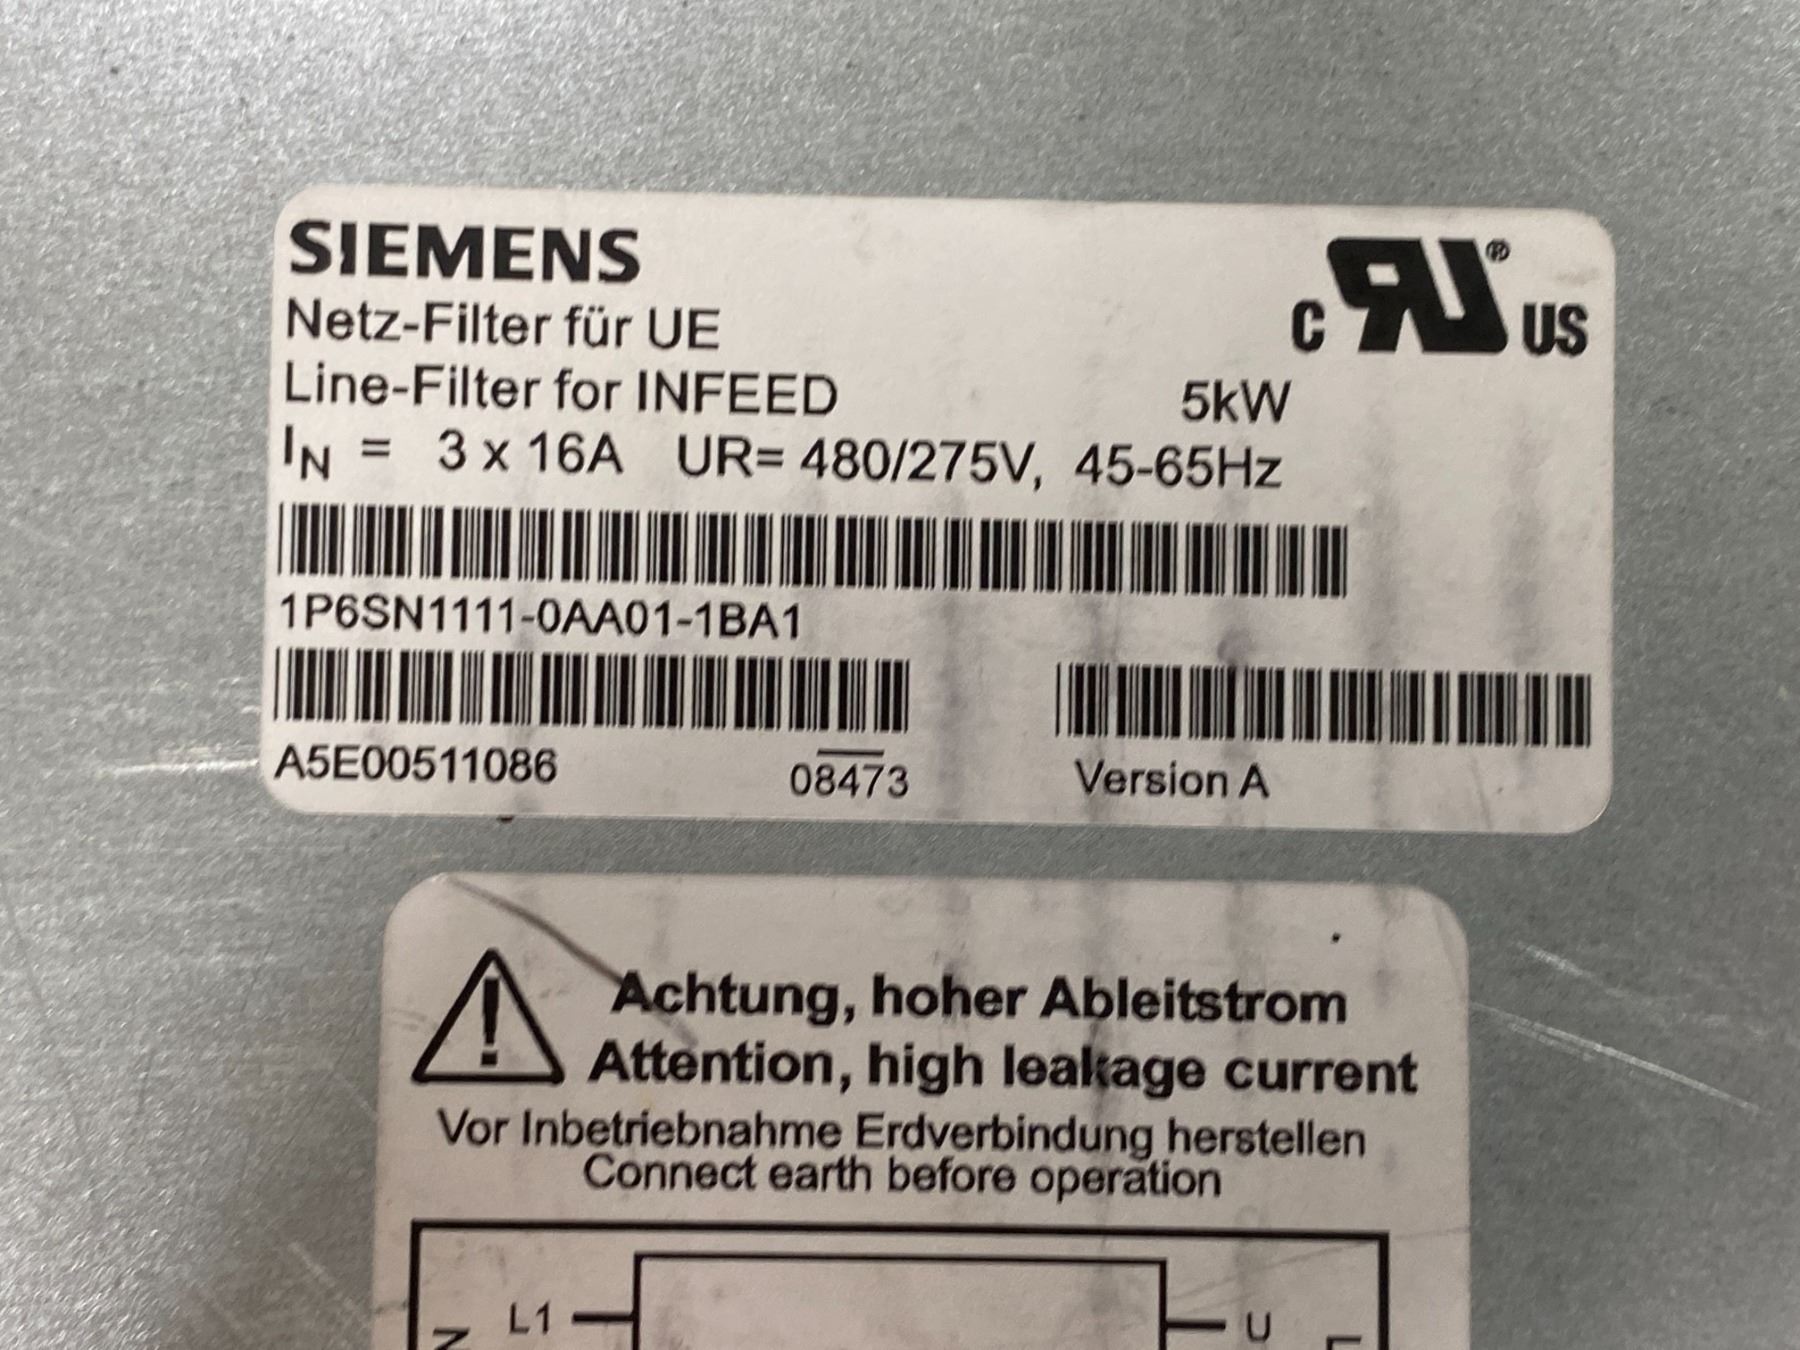 SIEMENS
Netz-Filter für UE
Line-Filter for INFEED 5kW
IN = 3 x 16A UR= 480/275V, 45-65Hz
c RU® US
1P6SN1111-0AA01-1BA1
A5E00511086 08473 Version A
Achtung, hoher Ableitstrom
Attention, high leakage current
Vor Inbetriebnahme Erdverbindung herstellen
Connect earth before operation
L1 U